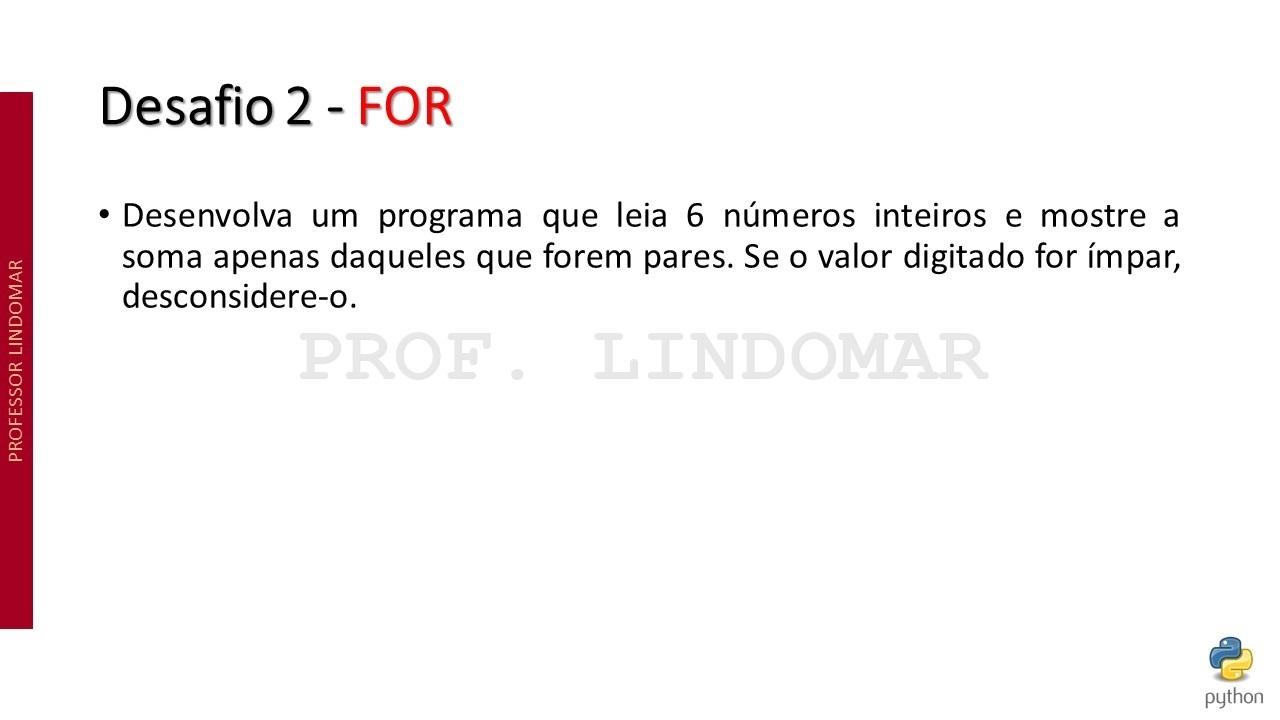 Desafio 2 - FOR
• Desenvolva um programa que leia 6 números inteiros e mostre a
soma apenas daqueles que forem pares. Se o valor digitado for ímpar,
desconsidere-o.
PROF. LINDOMAR
PROFESSOR LINDOMAR
python